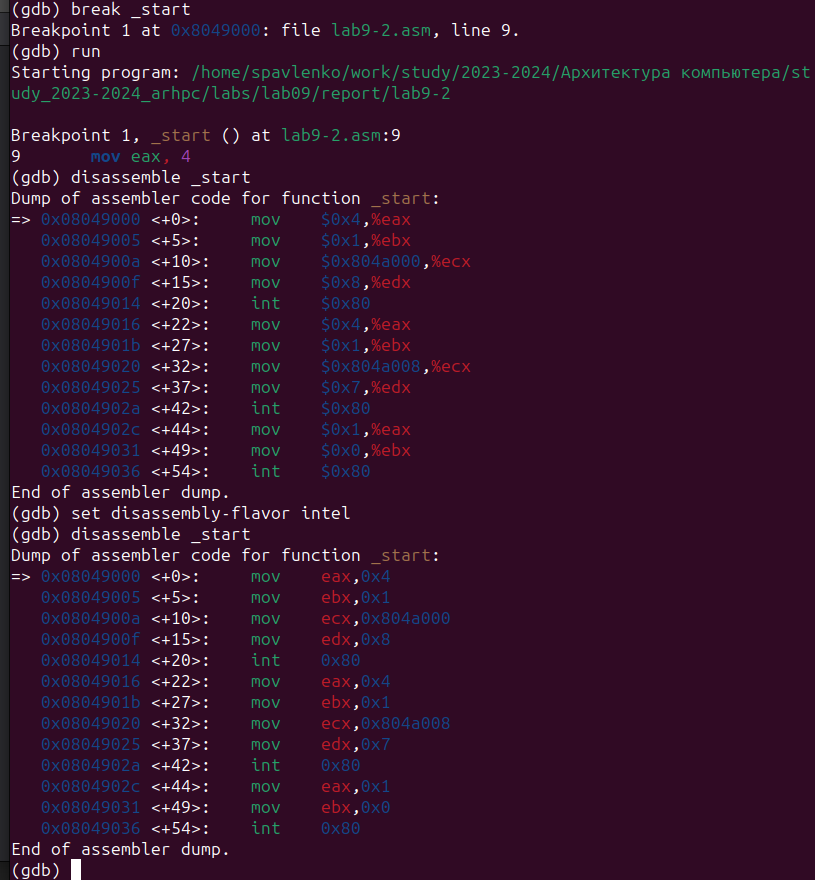 (gdb) break _start
Breakpoint 1 at 0x8049000: file lab9-2.asm, line 9.
(gdb) run
Starting program: /home/spavlenko/work/study/2023-2024/Архитектура компьютера/st
udy_2023-2024_arhpc/labs/lab09/report/lab9-2

Breakpoint 1, _start () at lab9-2.asm:9
9       mov eax, 4
(gdb) disassemble _start
Dump of assembler code for function _start:
=> 0x08049000 <+0>:     mov    $0x4,%eax
   0x08049005 <+5>:     mov    $0x1,%ebx
   0x0804900a <+10>:    mov    $0x804a000,%ecx
   0x0804900f <+15>:    mov    $0x8,%edx
   0x08049014 <+20>:    int    $0x80
   0x08049016 <+22>:    mov    $0x4,%eax
   0x0804901b <+27>:    mov    $0x1,%ebx
   0x08049020 <+32>:    mov    $0x804a008,%ecx
   0x08049025 <+37>:    mov    $0x7,%edx
   0x0804902a <+42>:    int    $0x80
   0x0804902c <+44>:    mov    $0x1,%eax
   0x08049031 <+49>:    mov    $0x0,%ebx
   0x08049036 <+54>:    int    $0x80
End of assembler dump.
(gdb) set disassembly-flavor intel
(gdb) disassemble _start
Dump of assembler code for function _start:
=> 0x08049000 <+0>:     mov    eax,0x4
   0x08049005 <+5>:     mov    ebx,0x1
   0x0804900a <+10>:    mov    ecx,0x804a000
   0x0804900f <+15>:    mov    edx,0x8
   0x08049014 <+20>:    int    0x80
   0x08049016 <+22>:    mov    eax,0x4
   0x0804901b <+27>:    mov    ebx,0x1
   0x08049020 <+32>:    mov    ecx,0x804a008
   0x08049025 <+37>:    mov    edx,0x7
   0x0804902a <+42>:    int    0x80
   0x0804902c <+44>:    mov    eax,0x1
   0x08049031 <+49>:    mov    ebx,0x0
   0x08049036 <+54>:    int    0x80
End of assembler dump.
(gdb)